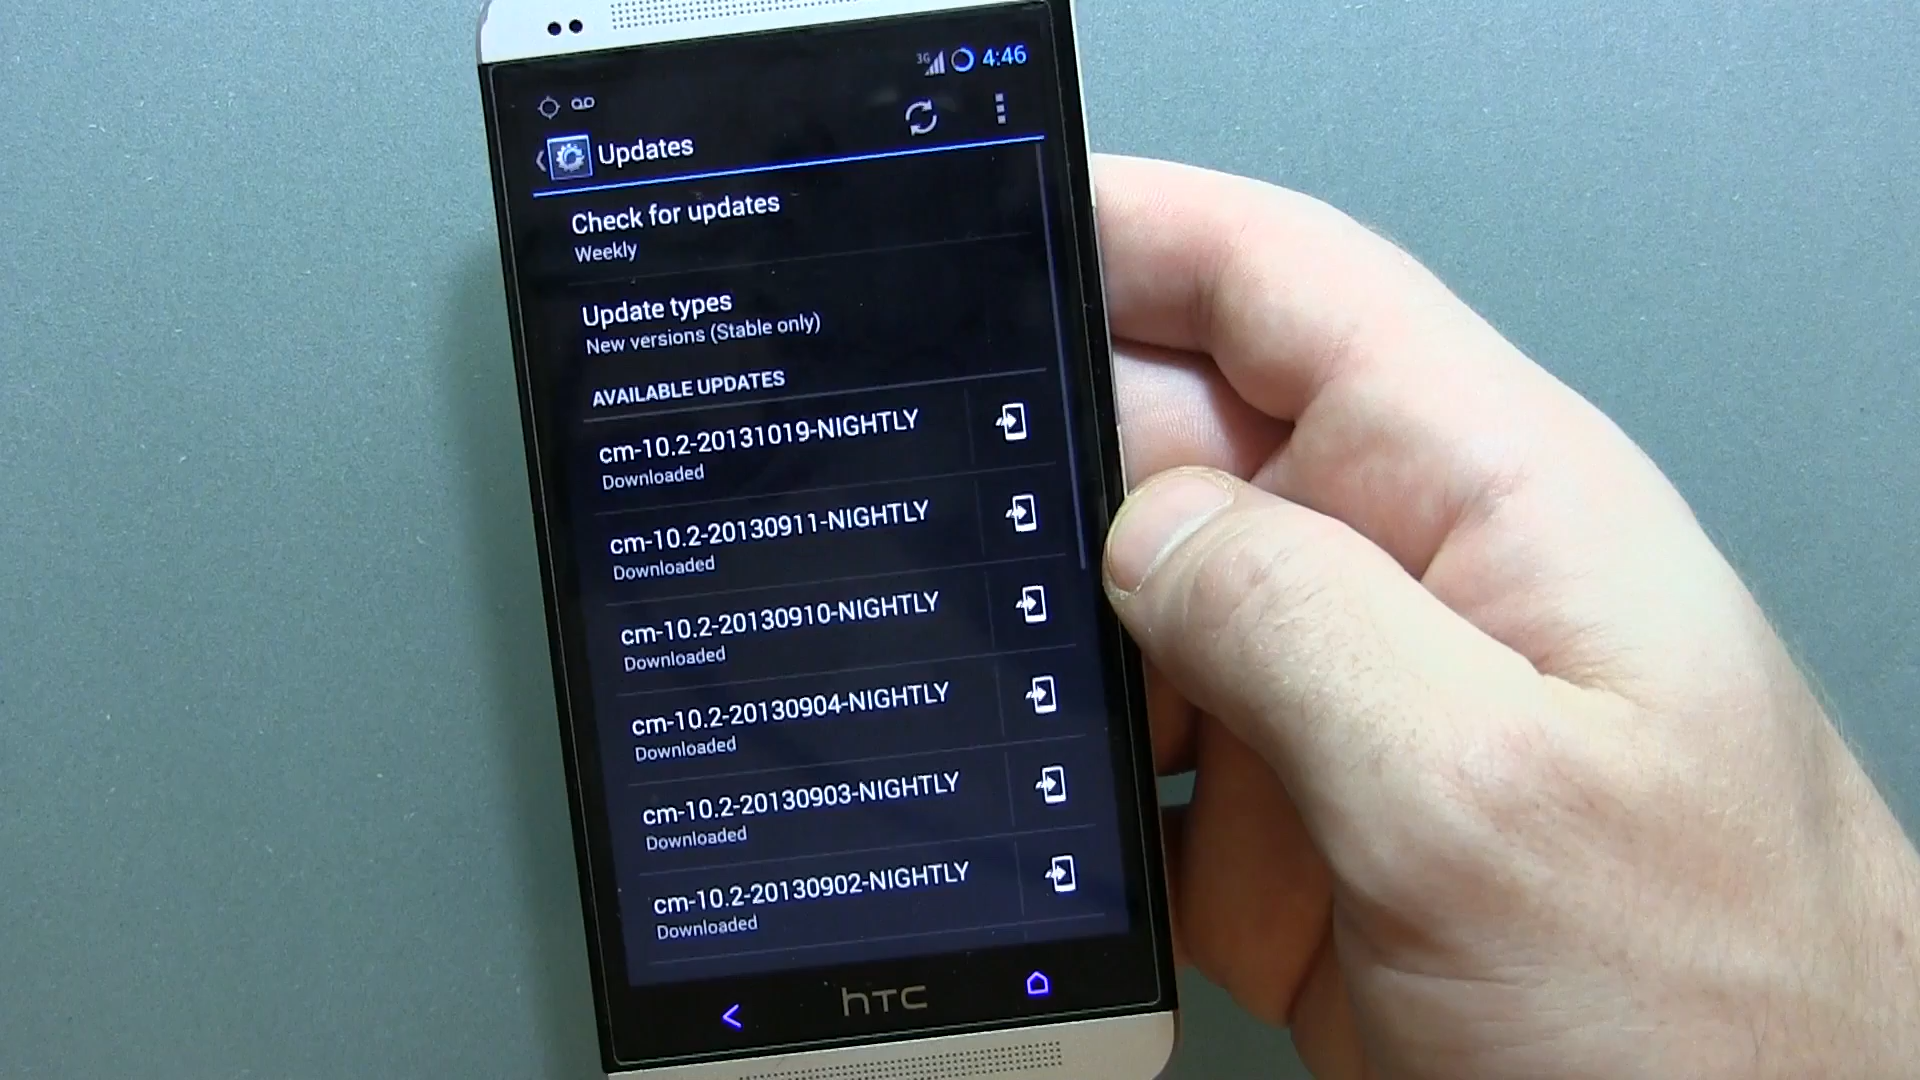 3G 4:46
Updates
Check for updates
Weekly
Update types
New versions (Stable only)
AVAILABLE UPDATES
cm-10.2-20131019-NIGHTLY
Downloaded
cm-10.2-20130911-NIGHTLY
Downloaded
cm-10.2-20130910-NIGHTLY
Downloaded
cm-10.2-20130904-NIGHTLY
Downloaded
cm-10.2-20130903-NIGHTLY
Downloaded
cm-10.2-20130902-NIGHTLY
Downloaded
hTC